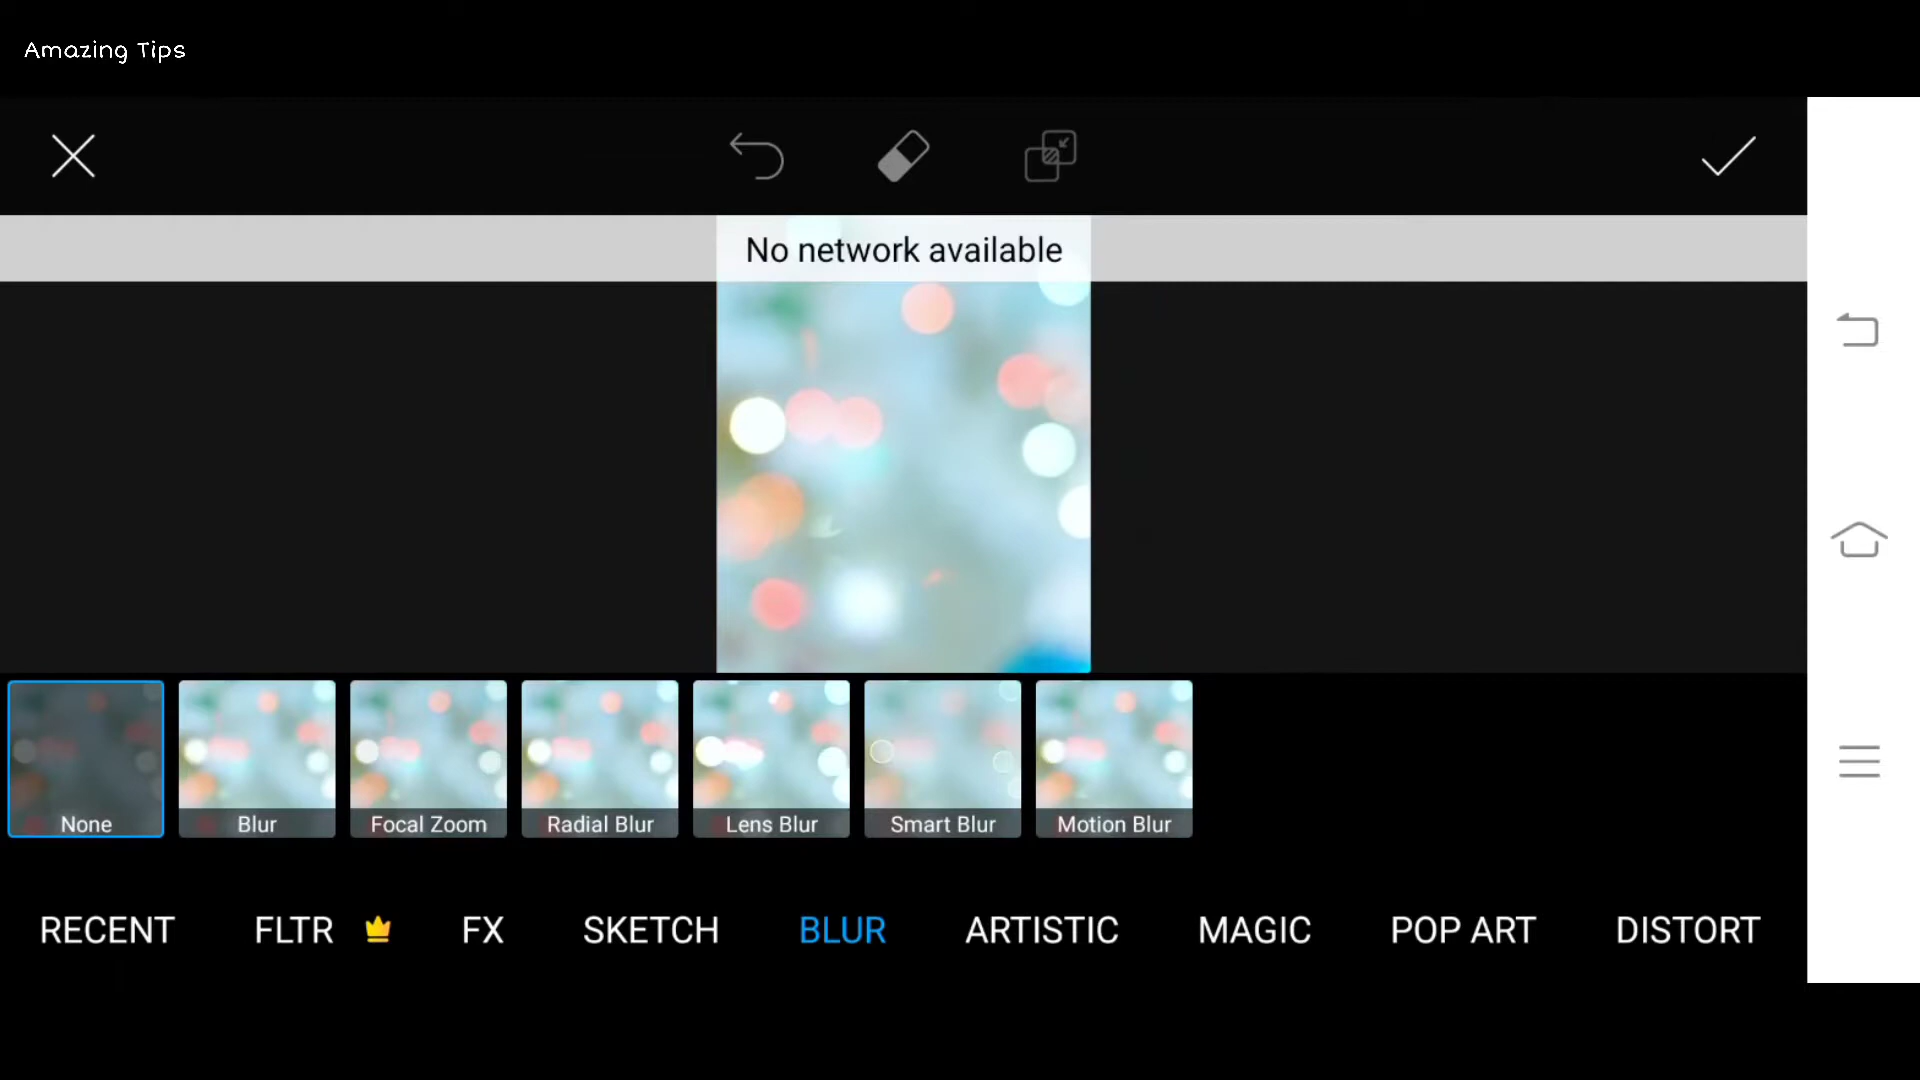 Amazing Tips
No network available
None
Blur
Focal Zoom
Radial Blur
Lens Blur
Smart Blur
Motion Blur
RECENT
FLTR
FX
SKETCH
BLUR
ARTISTIC
MAGIC
POP ART
DISTORT